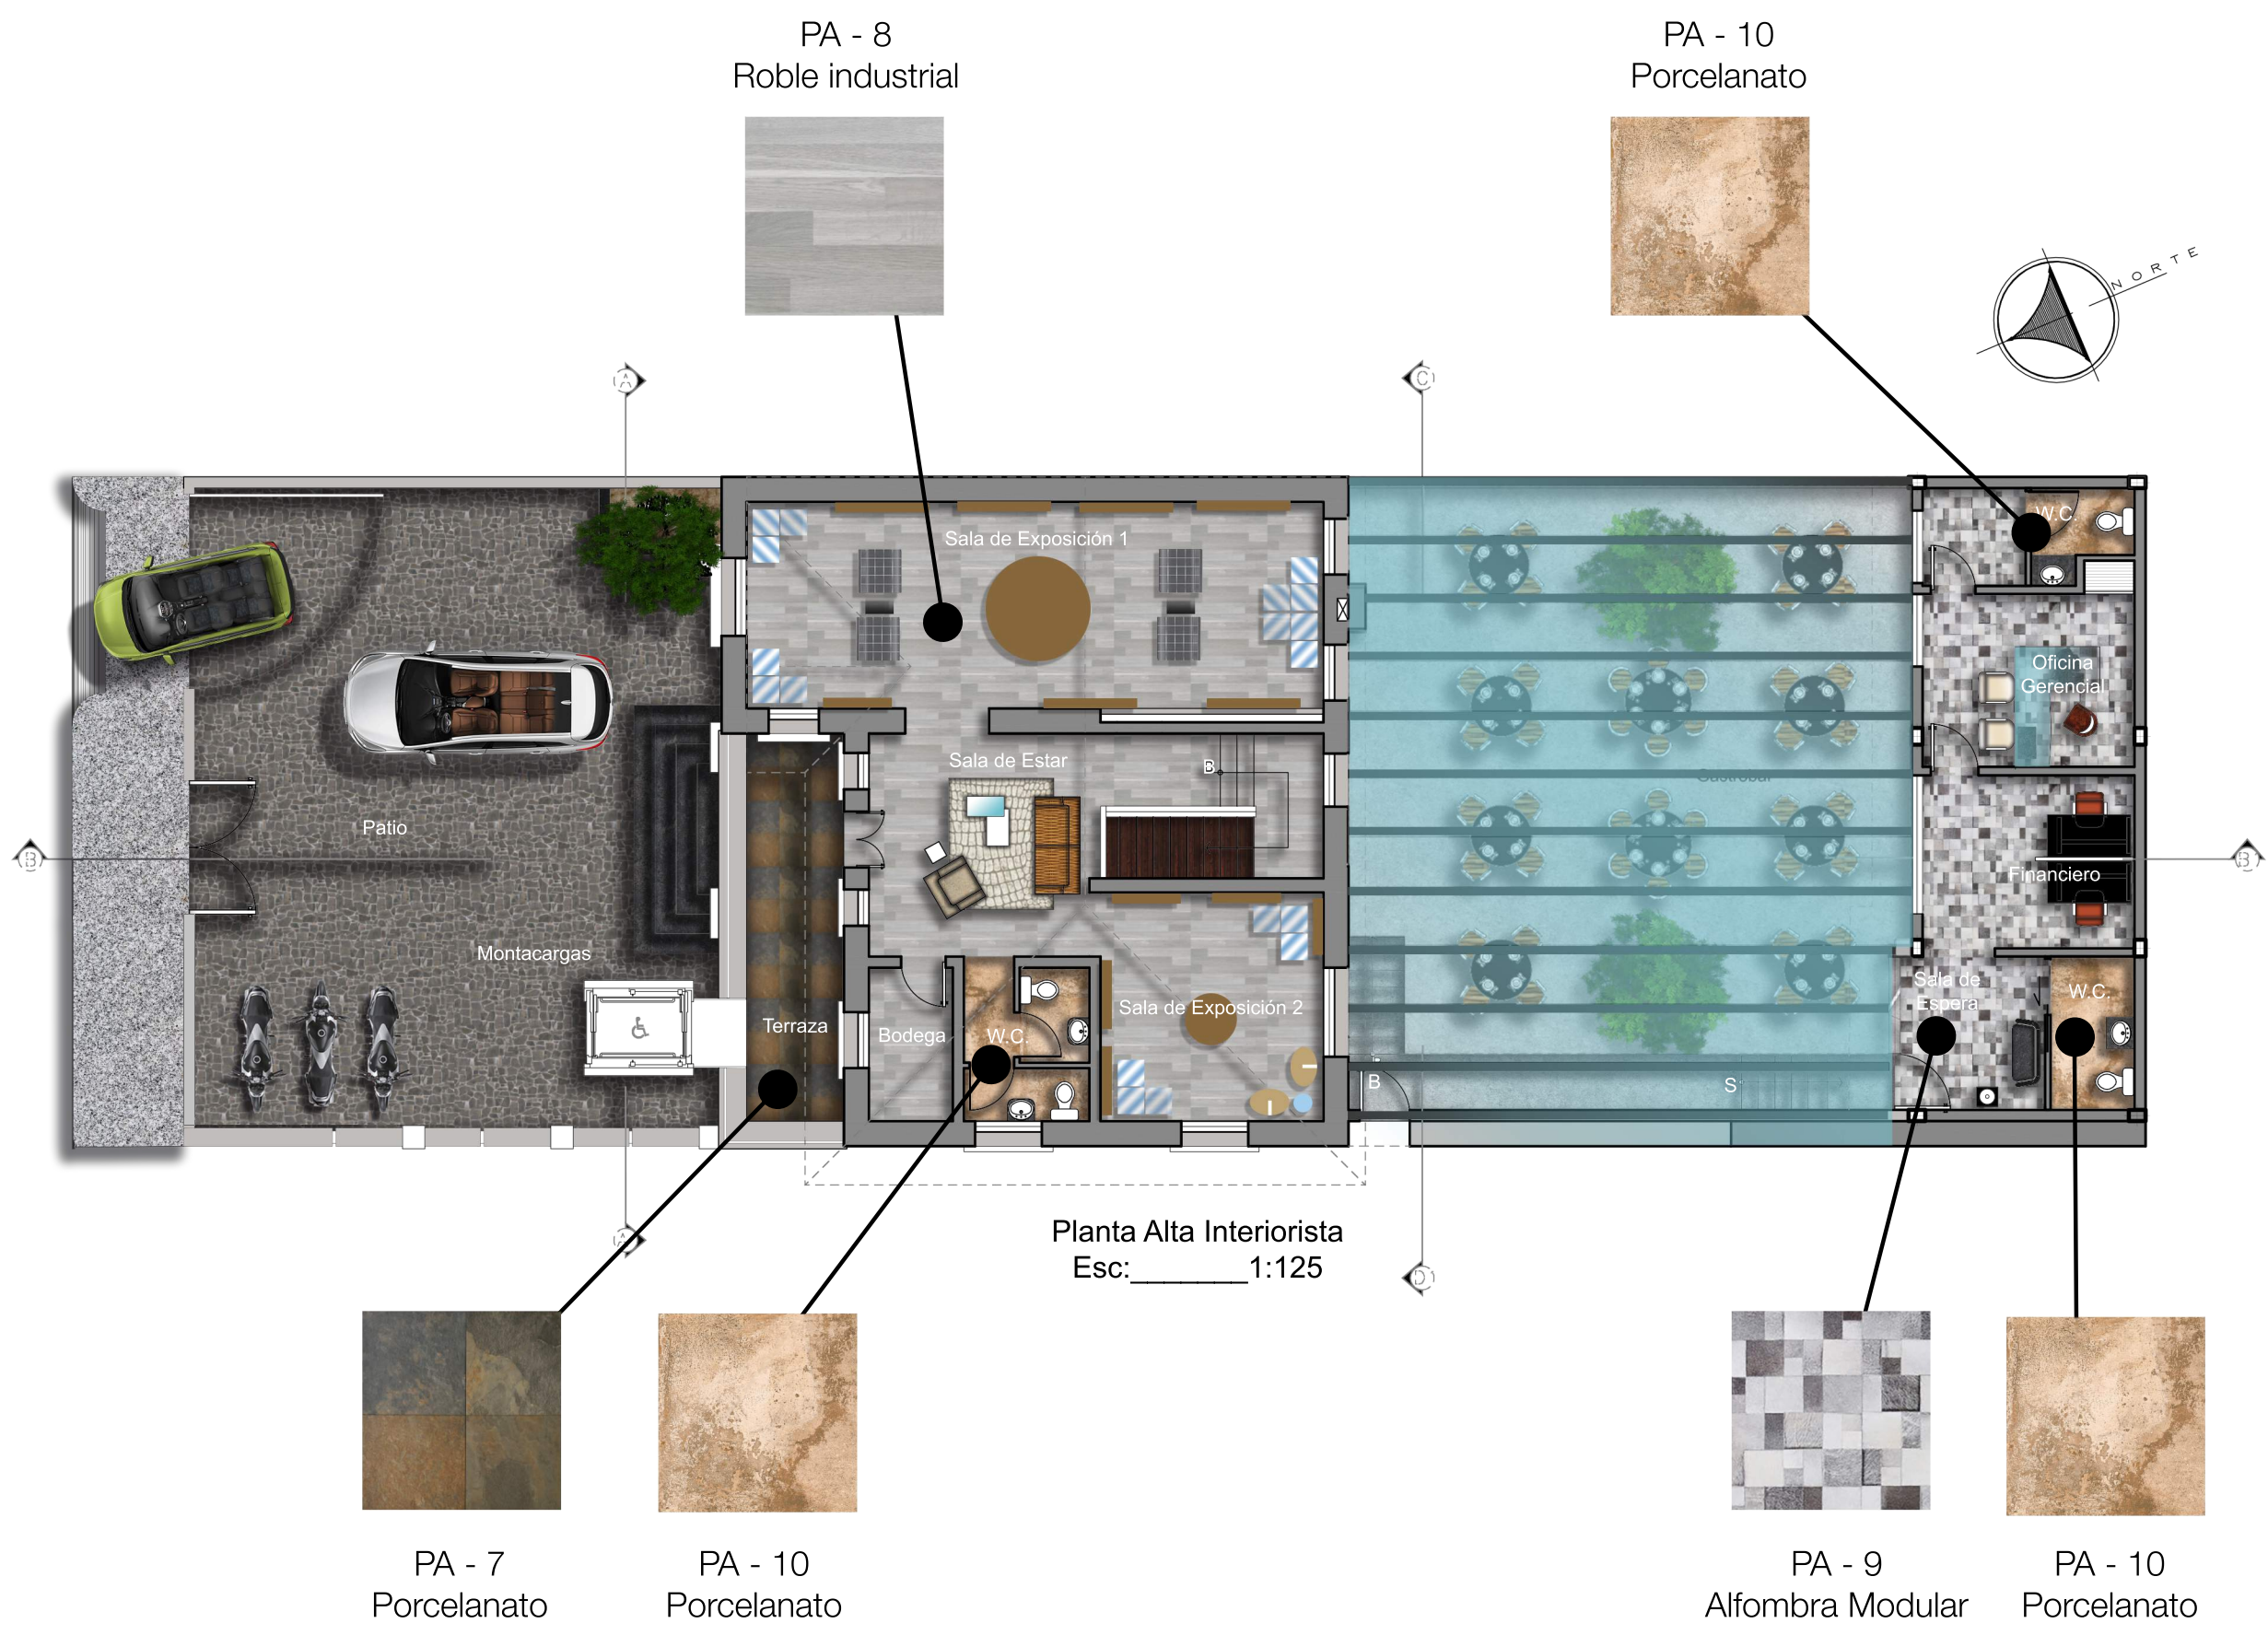 PA - 8
Roble industrial
PA - 10
Porcelanato
NORTE
A
C
W.C.
Sala de Exposición 1
Oficina
Gerencial
Sala de Estar
B
Gastrobar
Patio
B
B'
Financiero
Montacargas
Sala de
Espera
W.C.
Terraza
Bodega
W.C.
Sala de Exposición 2
B
S
Planta Alta Interiorista
Esc:_______1:125
PA - 7
Porcelanato
PA - 10
Porcelanato
PA - 9
Alfombra Modular
PA - 10
Porcelanato